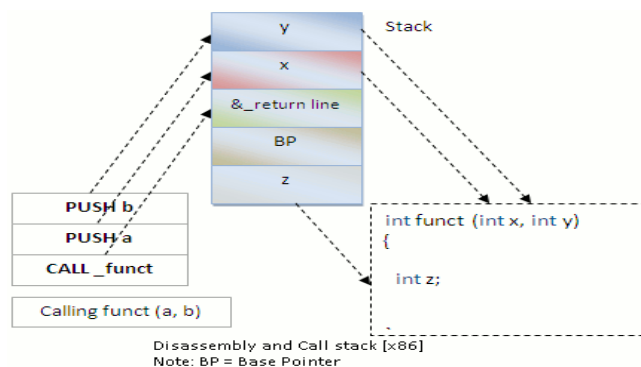 y
Stack
x
&_return line
BP
z
PUSH b
PUSH a
CALL _funct
Calling funct (a, b)
int funct (int x, int y)
{
int z;
Disassembly and Call stack [x86]
Note: BP = Base Pointer